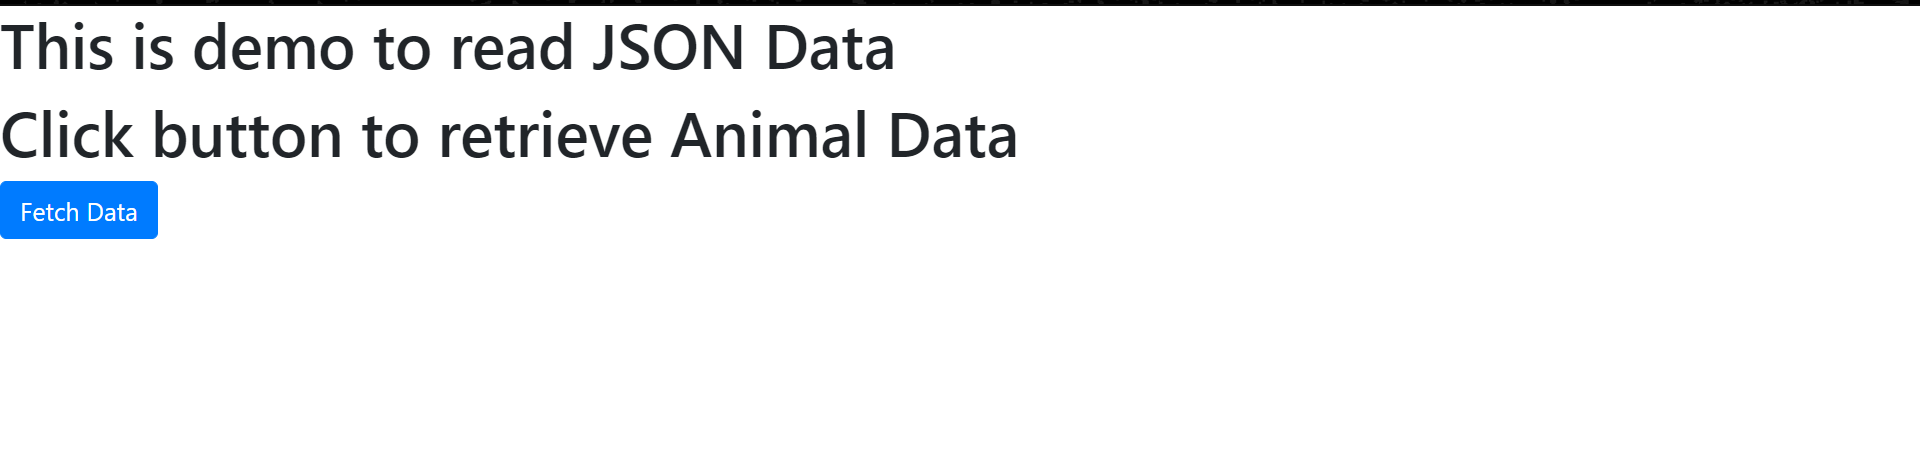 This is demo to read JSON Data
Click button to retrieve Animal Data
Fetch Data